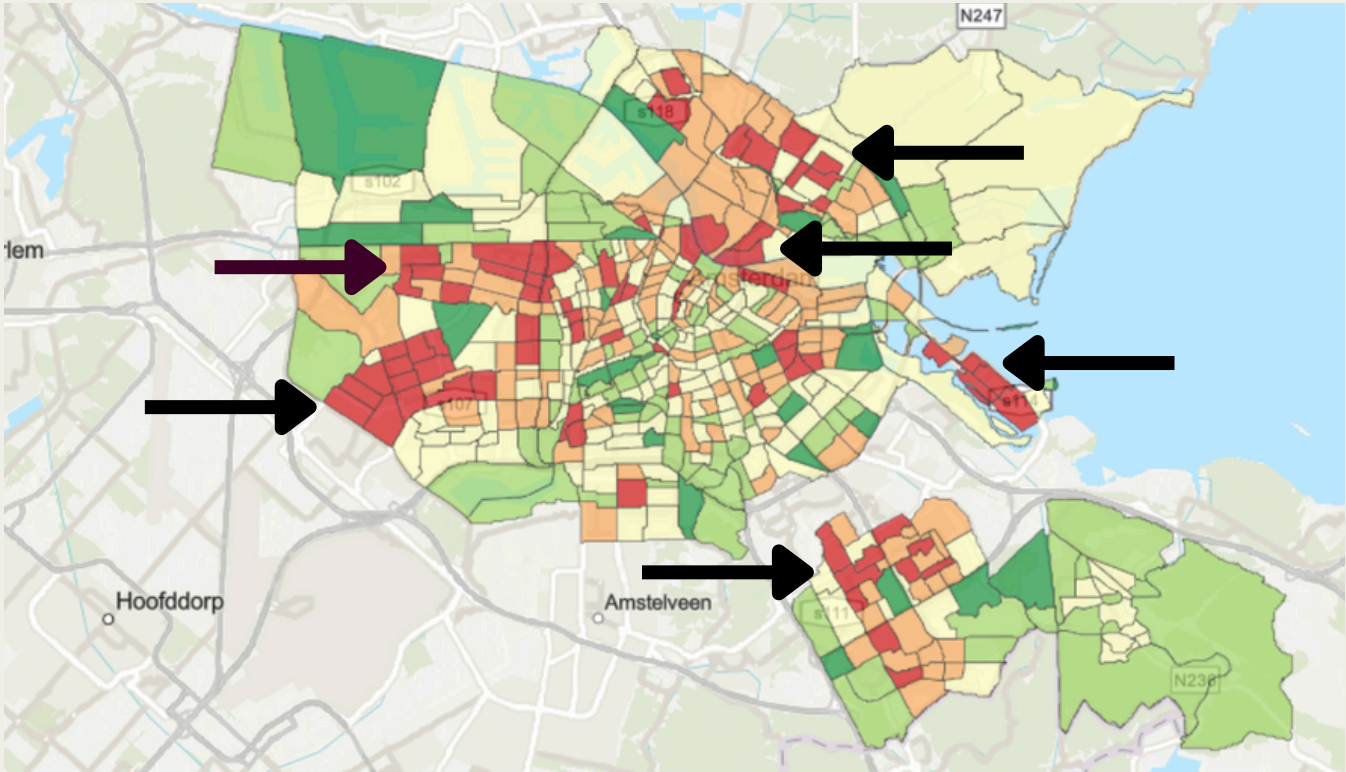 N247
s118
s102
rlem
Amsterdam
s107
s114
Hoofddorp
Amstelveen
s111
N236